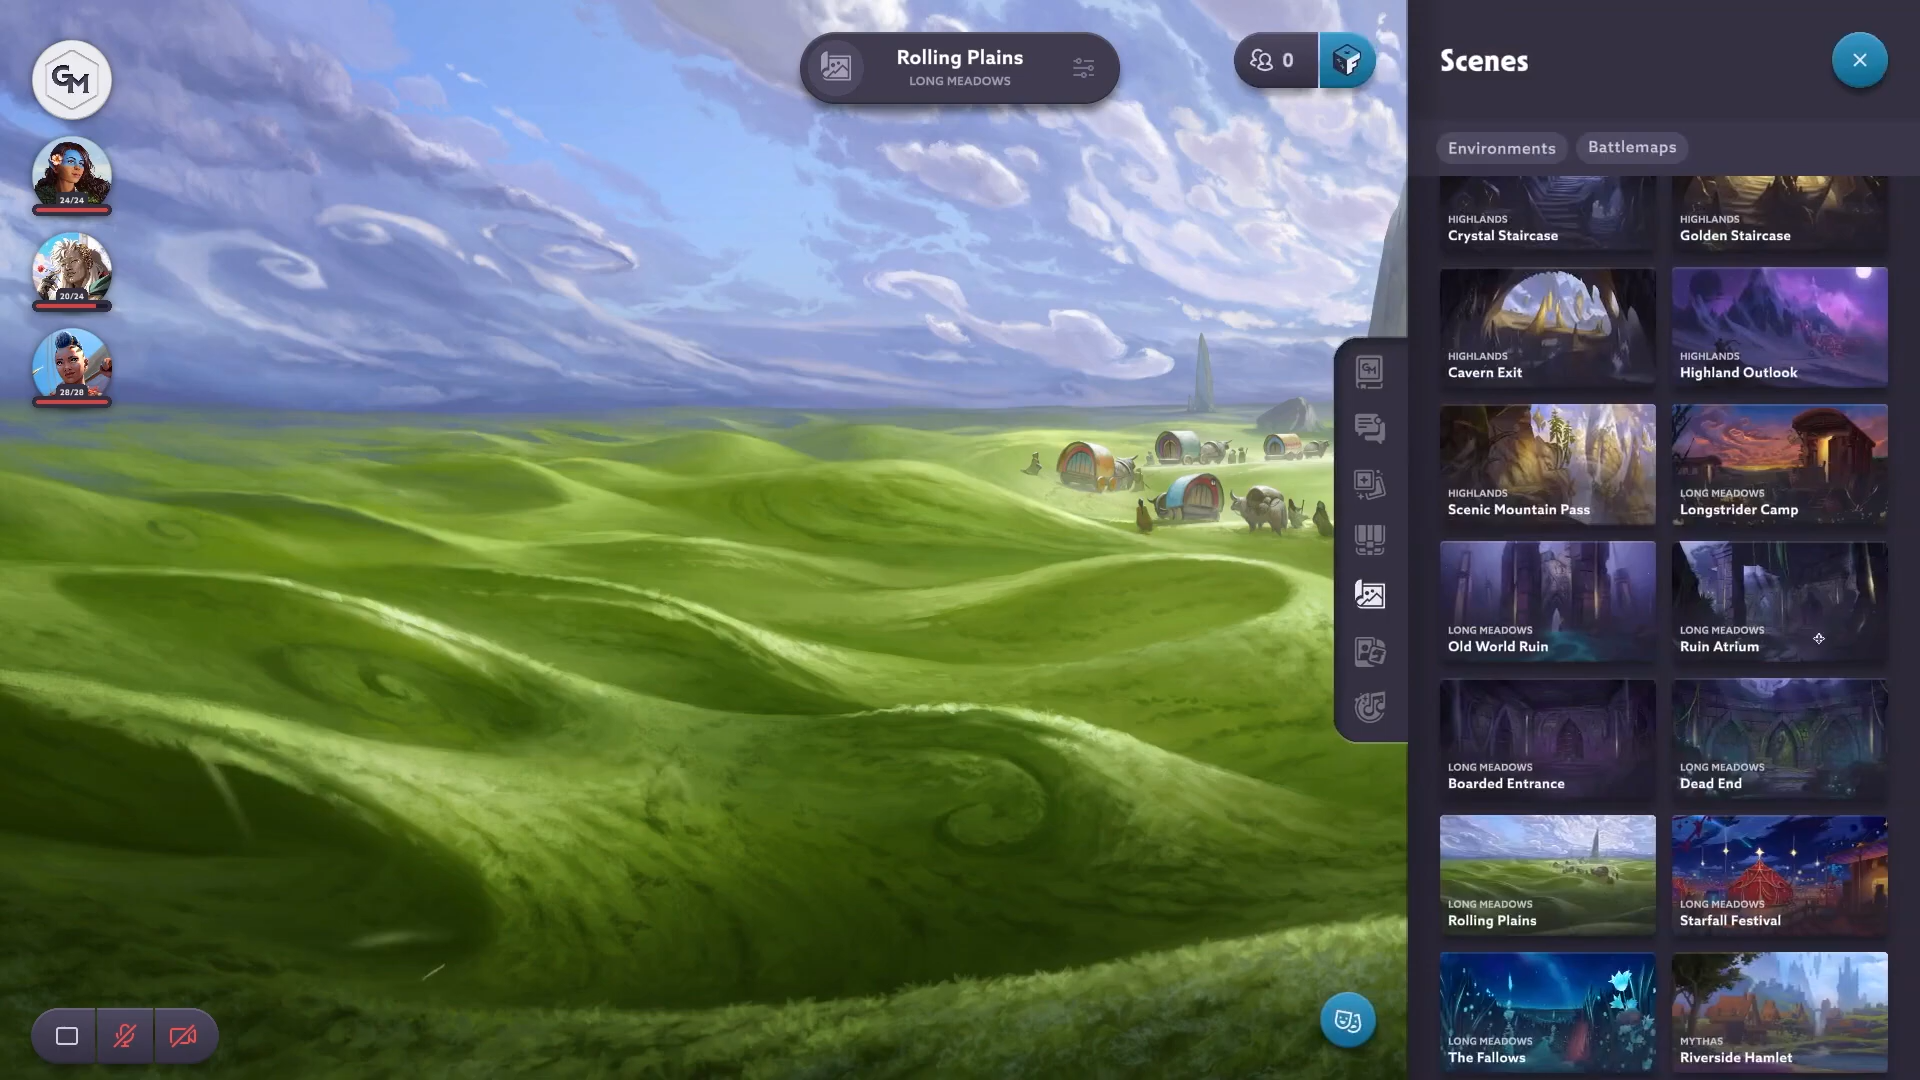 GM
24/24
20/24
28/28
Rolling Plains
LONG MEADOWS
0
F
GM
Scenes
Environments
Battlemaps
HIGHLANDS
Crystal Staircase
HIGHLANDS
Golden Staircase
HIGHLANDS
Cavern Exit
HIGHLANDS
Highland Outlook
HIGHLANDS
Scenic Mountain Pass
LONG MEADOWS
Longstrider Camp
LONG MEADOWS
Old World Ruin
LONG MEADOWS
Ruin Atrium
LONG MEADOWS
Boarded Entrance
LONG MEADOWS
Dead End
LONG MEADOWS
Rolling Plains
LONG MEADOWS
Starfall Festival
LONG MEADOWS
The Fallows
MYTHAS
Riverside Hamlet